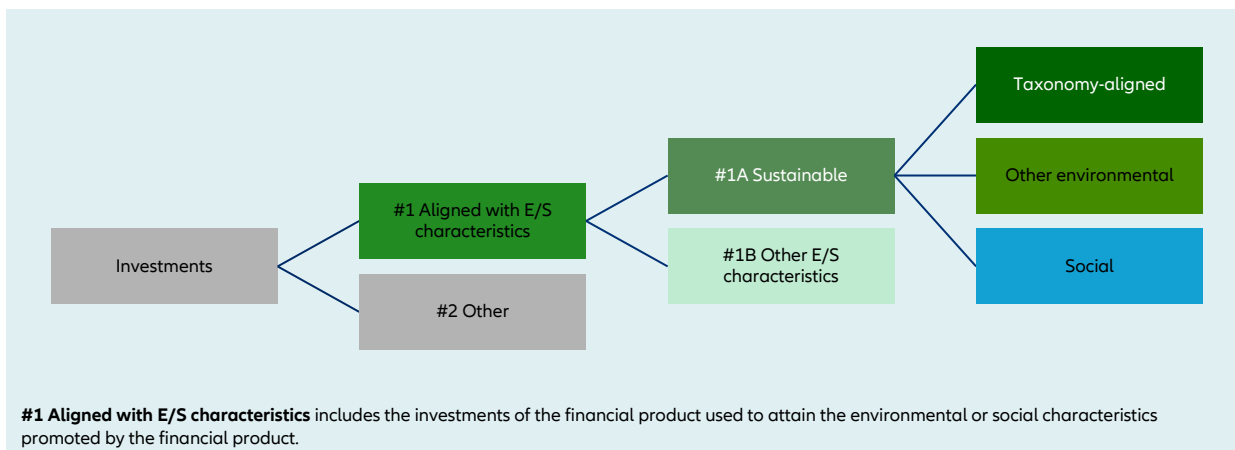 Investments
#1 Aligned with E/S
characteristics
#2 Other
#1A Sustainable
#1B Other E/S
characteristics
Taxonomy-aligned
Other environmental
Social
#1 Aligned with E/S characteristics includes the investments of the financial product used to attain the environmental or social characteristics
promoted by the financial product.